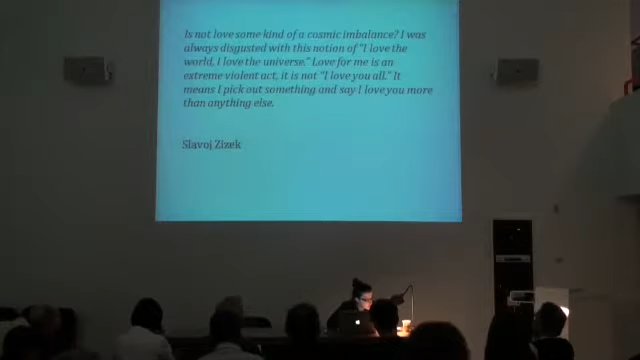 Is not love some kind of a cosmic imbalance? I was
always disgusted with this notion of "I love the
world, I love the universe." Love for me is an
extreme violent act, it is not "I love you all." It
means I pick out something and say I love you more
than anything else.
Slavoj Zizek